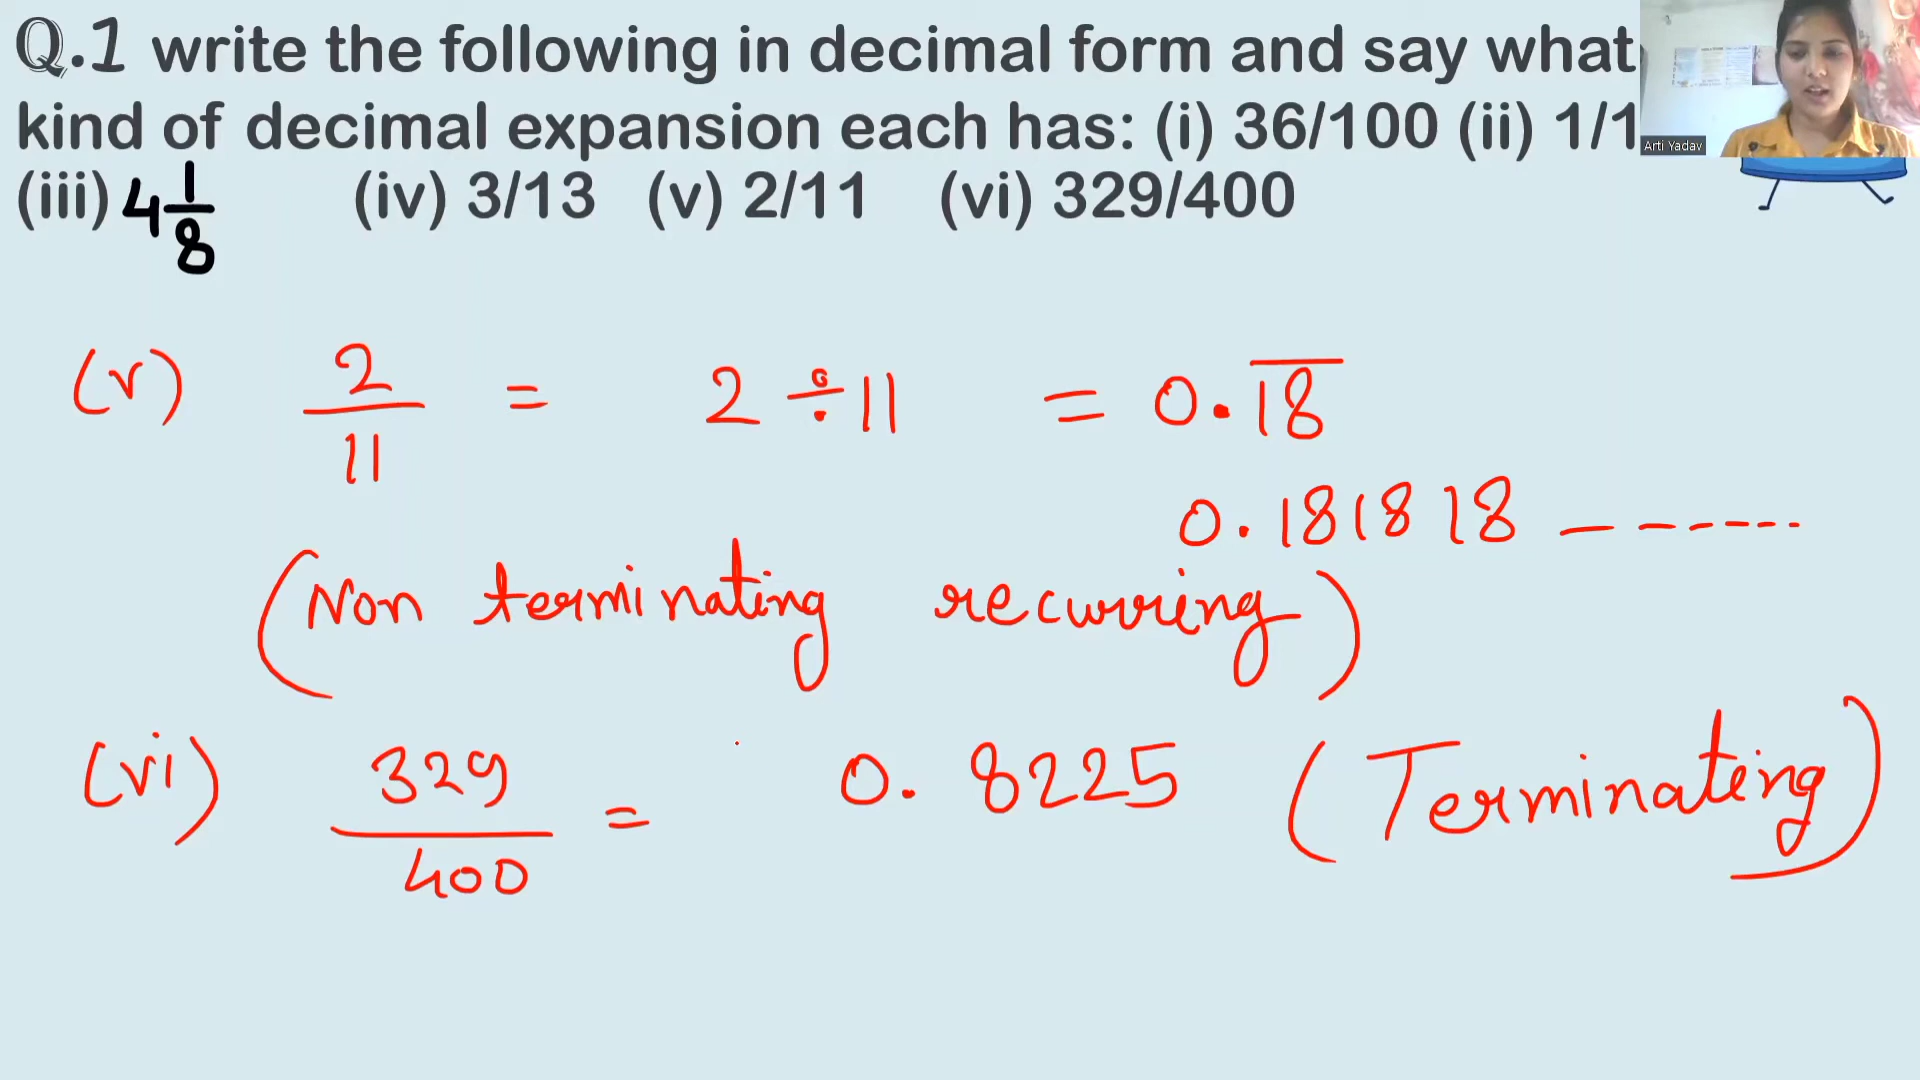 Q.1 write the following in decimal form and say what
kind of decimal expansion each has: (i) 36/100 (ii) 1/1
(iii) 4 1/8 (iv) 3/13 (v) 2/11 (vi) 329/400
Arti Yadav
(v) 2/11 = 2 ÷ 11 = 0.1̅8̅
0.181818 – – – – – – –
(Non terminating recurring)
(vi) 329/400 = 0.8225 (Terminating)